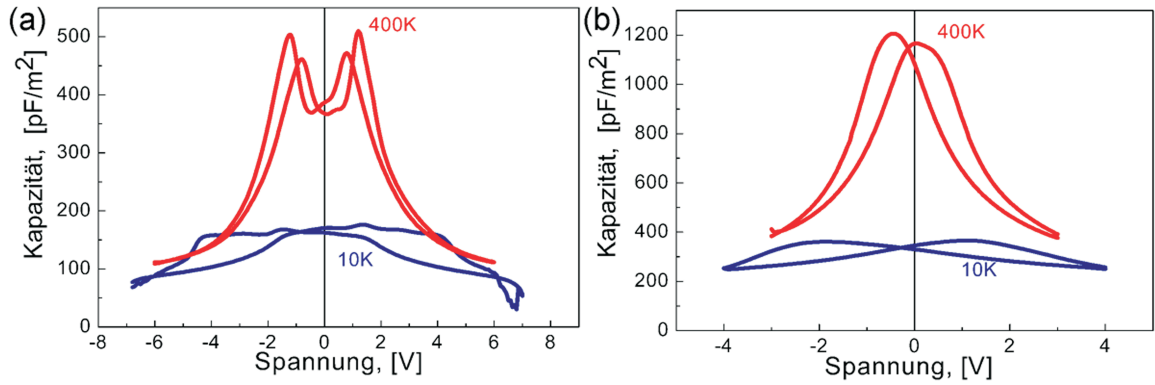 (a)
Kapazität, [pF/m²]
500
400
300
200
100
0
400K
10K
-8 -6 -4 -2 0 2 4 6 8
Spannung, [V]
(b)
Kapazität, [pF/m²]
1200
1000
800
600
400
200
0
400K
10K
-4 -2 0 2 4
Spannung, [V]